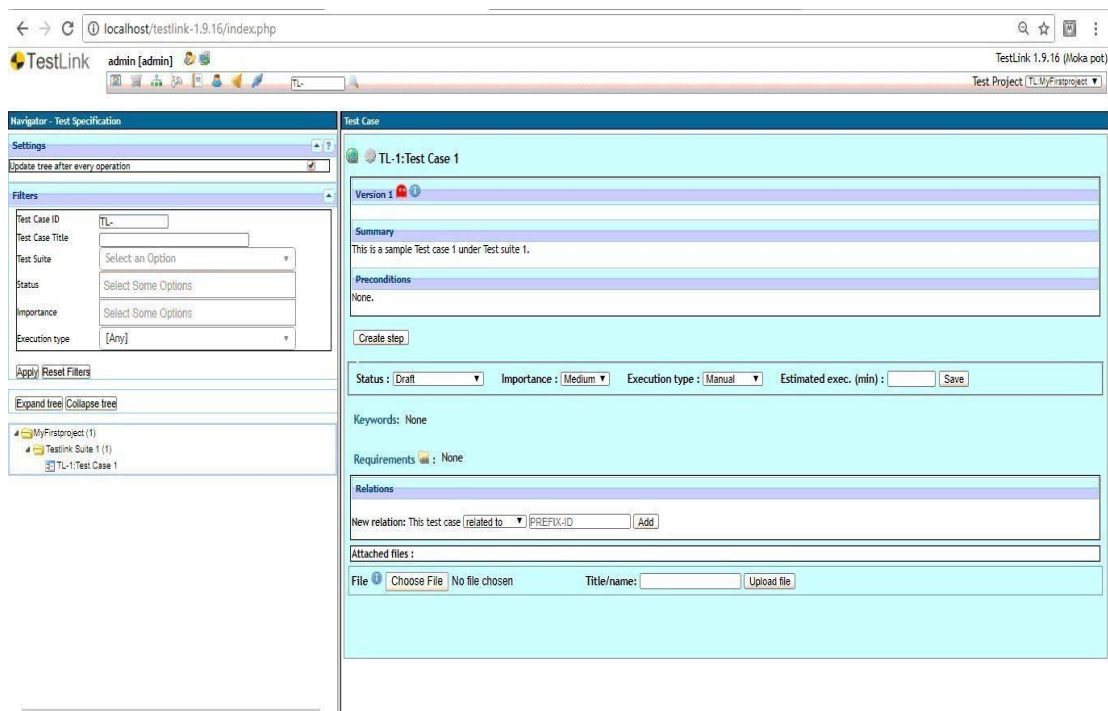 localhost/testlink-1.9.16/index.php
TestLink admin [admin] TestLink 1.9.16 (Moka pot)
TL- Test Project TL:MyFirstproject
Navigator - Test Specification
Settings
?
Update tree after every operation
Filters
Test Case ID TL-
Test Case Title
Test Suite Select an Option
Status Select Some Options
Importance Select Some Options
Execution type [Any]
Apply Reset Filters
Expand tree Collapse tree
MyFirstproject (1)
Testlink Suite 1 (1)
TL-1:Test Case 1
Test Case
TL-1:Test Case 1
Version 1
Summary
This is a sample Test case 1 under Test suite 1.
Preconditions
None.
Create step
Status : Draft Importance : Medium Execution type : Manual Estimated exec. (min) : Save
Keywords: None
Requirements : None
Relations
New relation: This test case related to PREFIX-ID Add
Attached files :
File Choose File No file chosen Title/name: Upload file